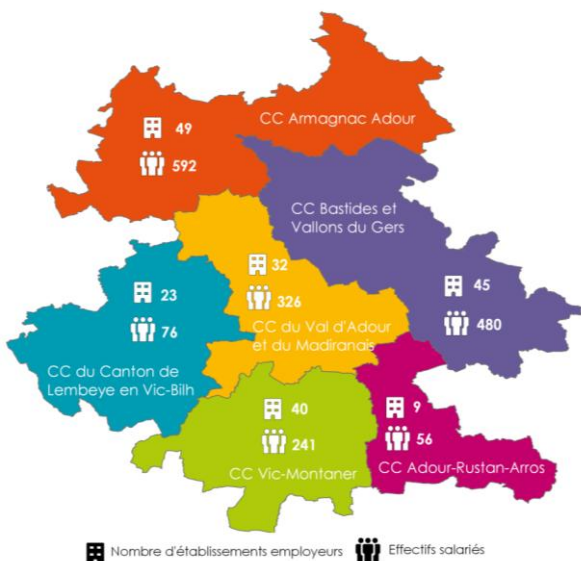 CC Armagnac Adour
49
592
CC Bastides et
Vallons du Gers
45
480
32
326
CC du Val d'Adour
et du Madiranais
23
76
CC du Canton de
Lembeye en Vic-Bilh
40
241
CC Vic-Montaner
9
56
CC Adour-Rustan-Arros
Nombre d'établissements employeurs
Effectifs salariés